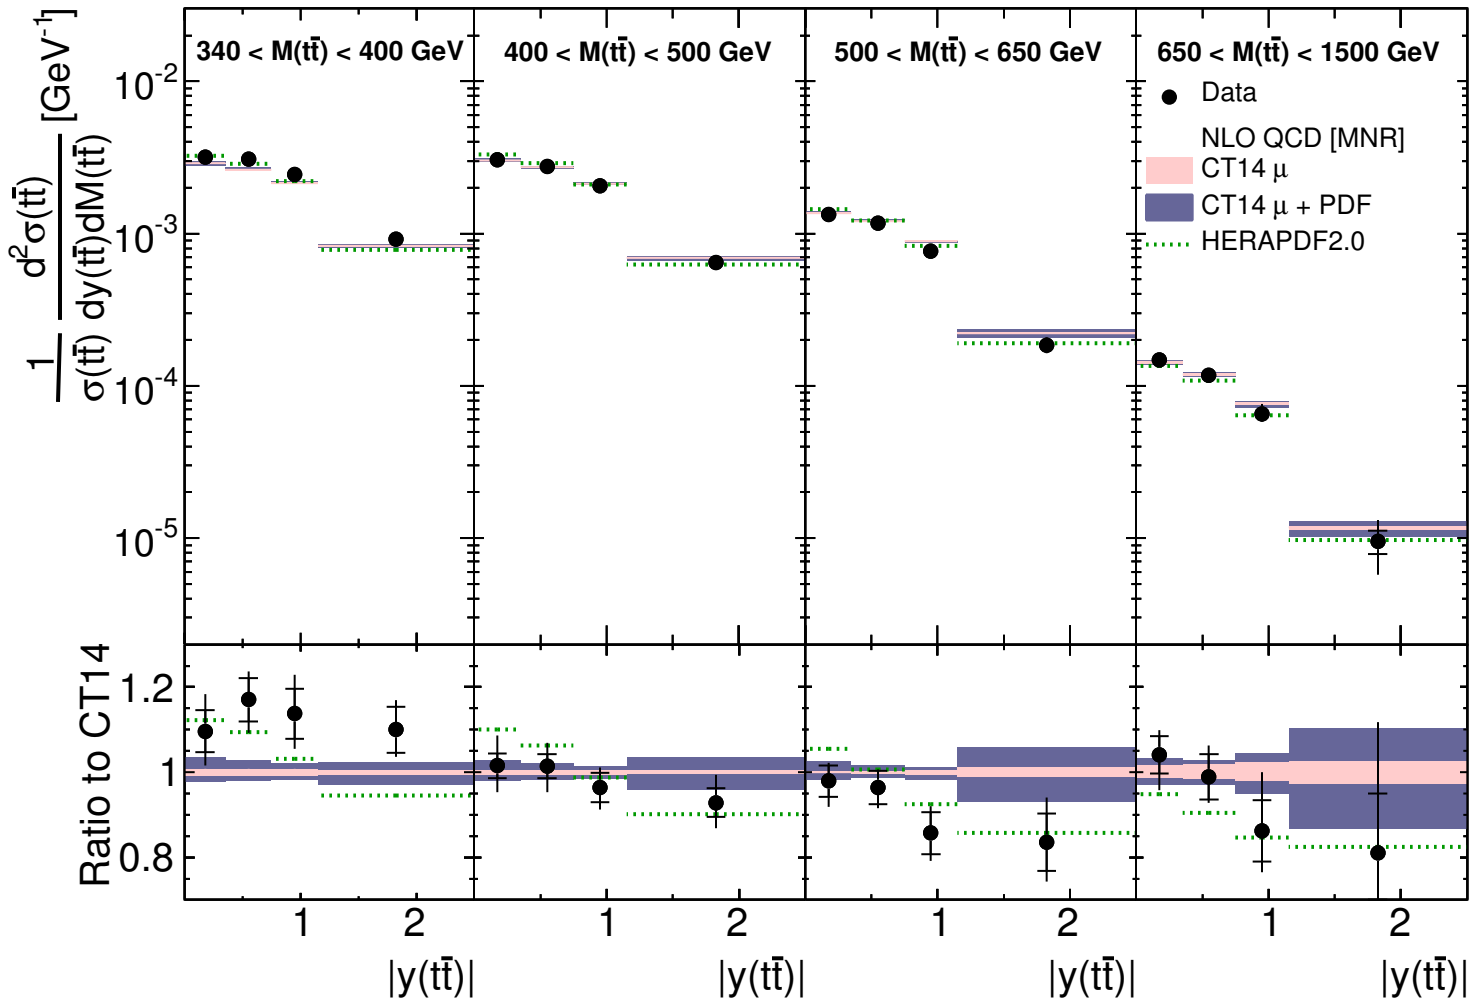 340 < M(tt̄) < 400 GeV
400 < M(tt̄) < 500 GeV
500 < M(tt̄) < 650 GeV
650 < M(tt̄) < 1500 GeV
Data
NLO QCD [MNR]
CT14 μ
CT14 μ + PDF
HERAPDF2.0
1/σ(tt̄) d²σ(tt̄)/dy(tt̄)dM(tt̄) [GeV⁻¹]
10⁻²
10⁻³
10⁻⁴
10⁻⁵
Ratio to CT14
1.2
1
0.8
1 2 1 2 1 2 1 2
|y(tt̄)| |y(tt̄)| |y(tt̄)| |y(tt̄)|